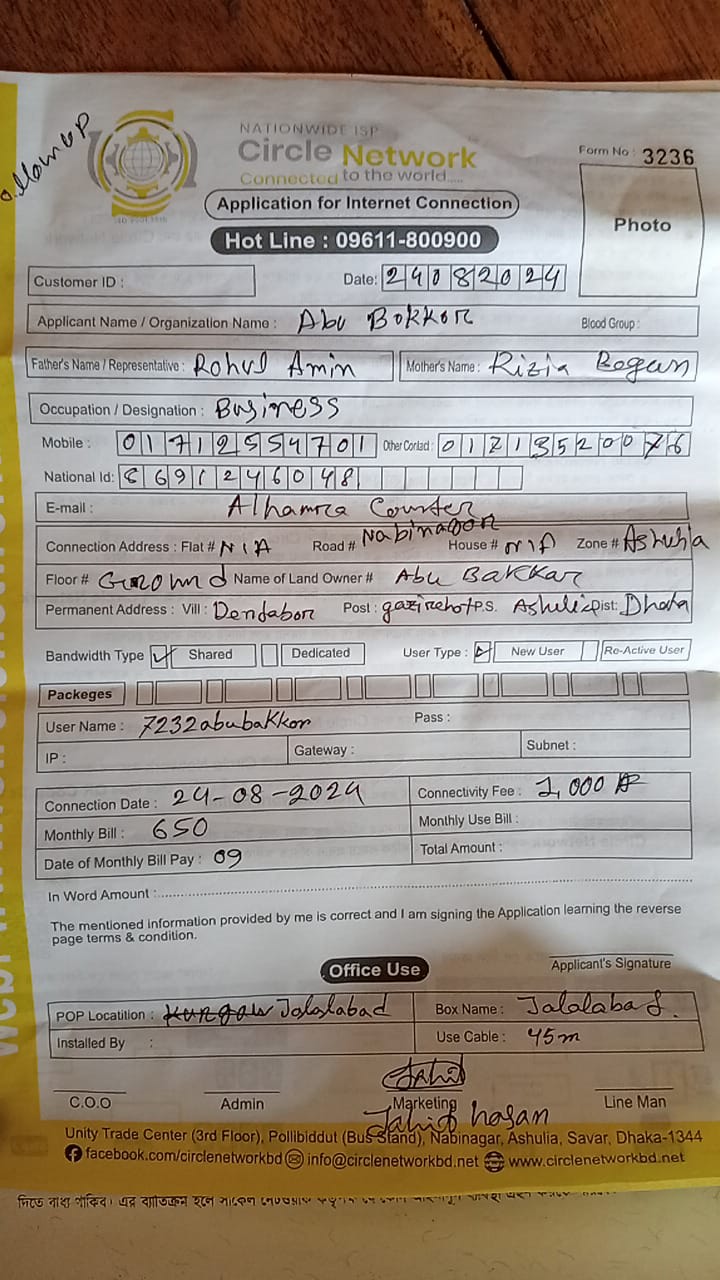 NATIONWIDE ISP
Circle Network
Connected to the world.....
Form No : 3236
Application for Internet Connection
Photo
Hot Line : 09611-800900
Customer ID :
Date: 24082024
Applicant Name / Organization Name : Abu Bokkor Blood Group :
Father's Name / Representative : Rohul Amin Mother's Name : Rizia Begum
Occupation / Designation : Business
Mobile : 01712554701 Other Contact :
National Id: 8691246048
E-mail : Alhamra Counter
Connection Address : Flat # N/A Road # Nabinagor House # N/A Zone # Ashulia
Floor # Ground Name of Land Owner # Abu Bakkar
Permanent Address : Vill : Dendabor Post : P.S. Ashulia Dist: Dhaka
Bandwidth Type Shared Dedicated User Type : New User Re-Active User
Packeges
User Name : 7232abubakkor Pass :
IP : Gateway : Subnet :
Connection Date : 24-08-2024 Connectivity Fee : 1,000
Monthly Bill : 650 Monthly Use Bill :
Date of Monthly Bill Pay : 09 Total Amount :
In Word Amount :
The mentioned information provided by me is correct and I am signing the Application learning the reverse
page terms & condition.
Applicant's Signature
Office Use
POP Locatition : Jalalabad Box Name : Jalalabad.
Installed By : Use Cable : 45m
C.O.O Admin Marketing Line Man
Jahid hasan
Unity Trade Center (3rd Floor), Pollibiddut (Bus Stand), Nabinagar, Ashulia, Savar, Dhaka-1344
facebook.com/circlenetworkbd info@circlenetworkbd.net www.circlenetworkbd.net